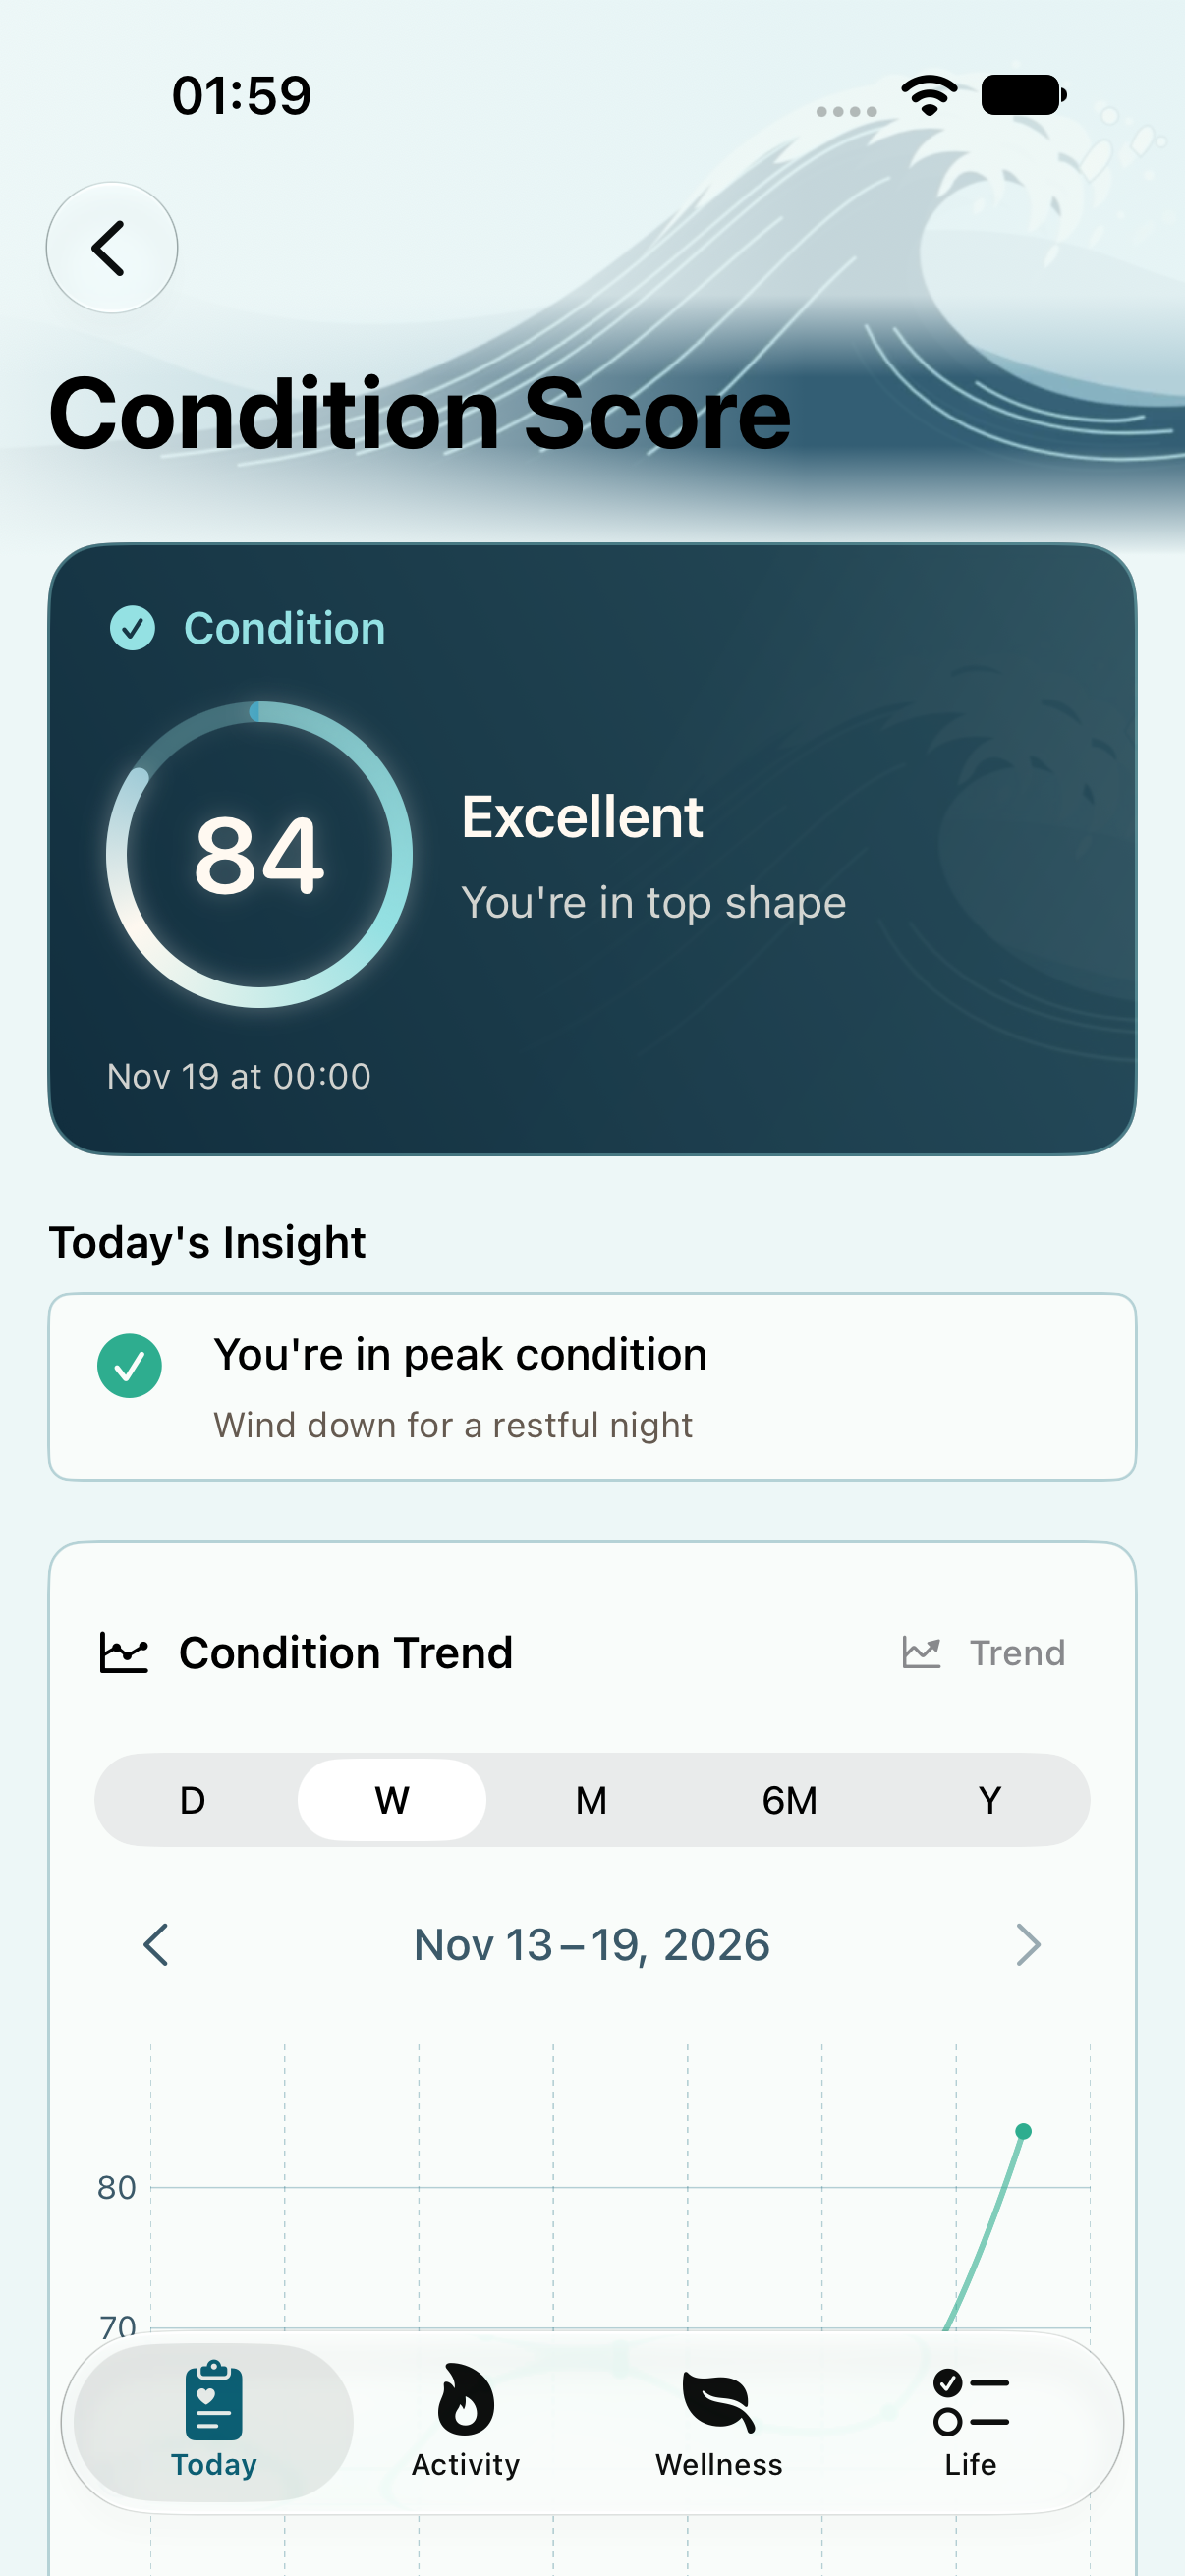 01:59
Condition Score
Condition
84
Excellent
You're in top shape
Nov 19 at 00:00
Today's Insight
You're in peak condition
Wind down for a restful night
Condition Trend
Trend
D W M 6M Y
Nov 13 – 19, 2026
80
70
Today Activity Wellness Life